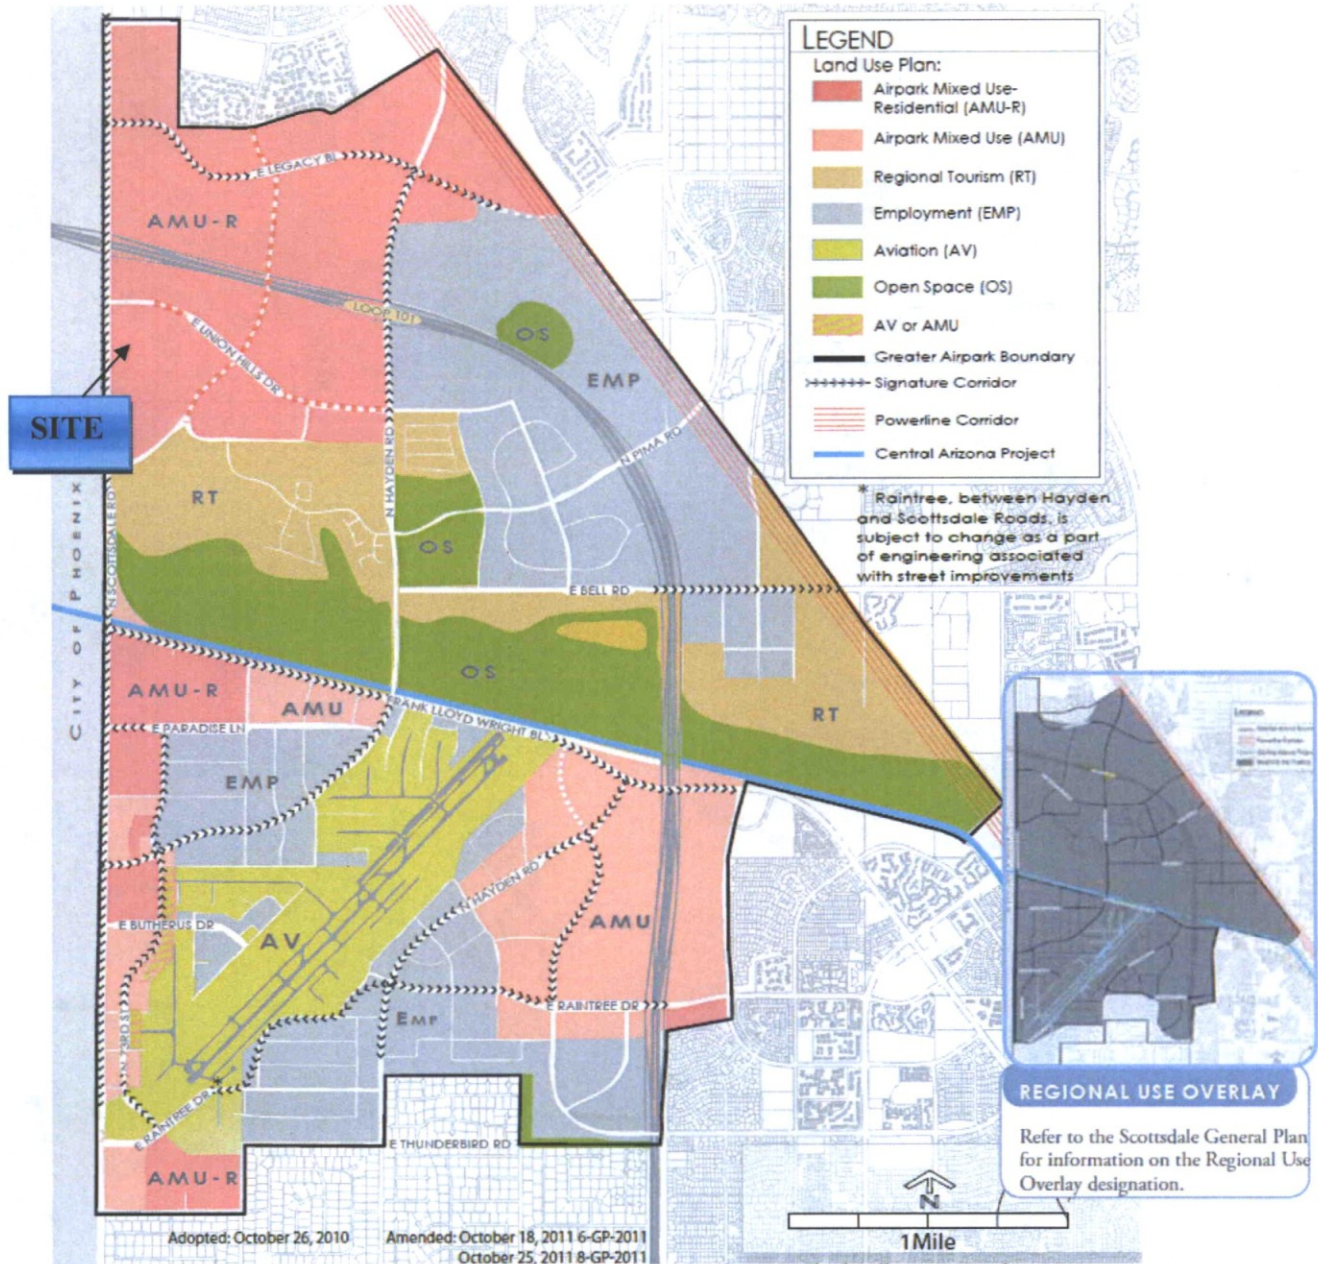 LEGEND
Land Use Plan:
Airpark Mixed Use-
Residential (AMU-R)
Airpark Mixed Use (AMU)
Regional Tourism (RT)
Employment (EMP)
Aviation (AV)
Open Space (OS)
AV or AMU
Greater Airpark Boundary
Signature Corridor
Powerline Corridor
Central Arizona Project
* Raintree, between Hayden
and Scottsdale Roads, is
subject to change as a part
of engineering associated
with street improvements
E LEGACY BL
AMU-R
LOOP 101
OS
E UNION HILLS DR
EMP
SITE
N PIMA RD
N HAYDEN RD
RT
OS
CITY OF PHOENIX
N SCOTTSDALE RD
E BELL RD
OS
AMU-R
AMU
FRANK LLOYD WRIGHT BL
RT
E PARADISE LN
EMP
N HAYDEN RD
AMU
E BUTHERUS DR
AV
E RAINTREE DR
EMP
N 73RD ST
E RAINTREE DR
E THUNDERBIRD RD
AMU-R
REGIONAL USE OVERLAY
Refer to the Scottsdale General Plan
for information on the Regional Use
Overlay designation.
N
1 Mile
Adopted: October 26, 2010
Amended: October 18, 2011 6-GP-2011
October 25, 2011 8-GP-2011